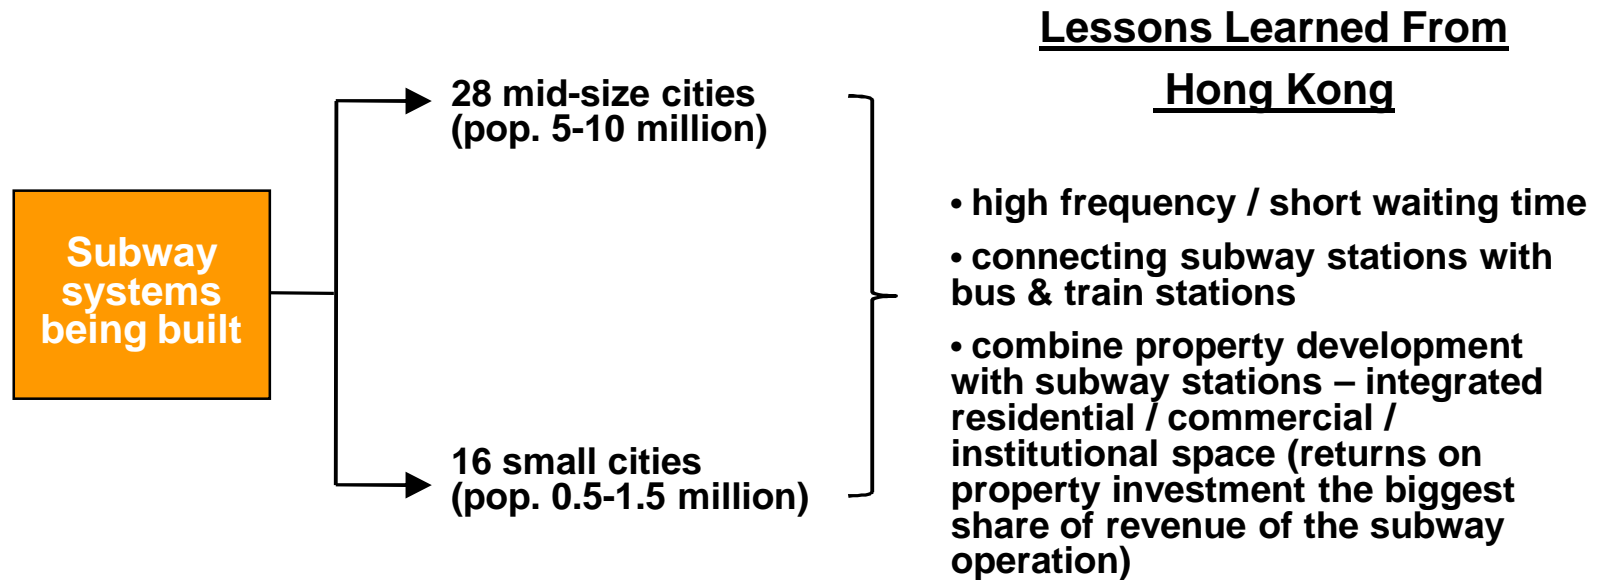 Lessons Learned From
Hong Kong
28 mid-size cities
(pop. 5-10 million)
Subway
systems
being built
16 small cities
(pop. 0.5-1.5 million)
• high frequency / short waiting time
• connecting subway stations with
bus & train stations
• combine property development
with subway stations – integrated
residential / commercial /
institutional space (returns on
property investment the biggest
share of revenue of the subway
operation)